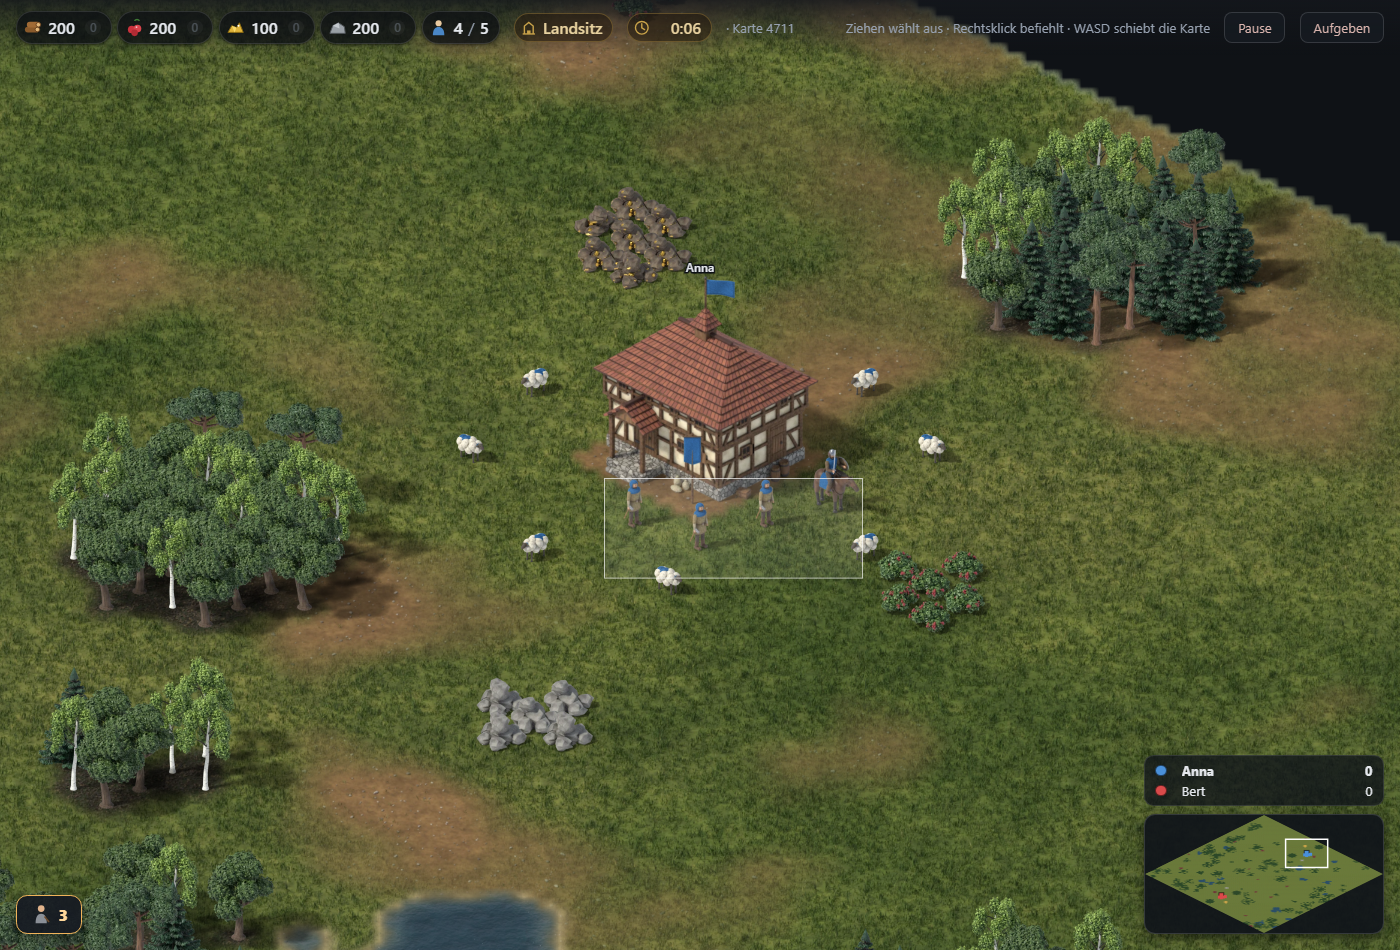 200 0 200 0 100 0 200 0 4 / 5 Landsitz 0:06 · Karte 4711 Ziehen wählt aus · Rechtsklick befiehlt · WASD schiebt die Karte Pause Aufgeben
Anna
Anna 0
Bert 0
3